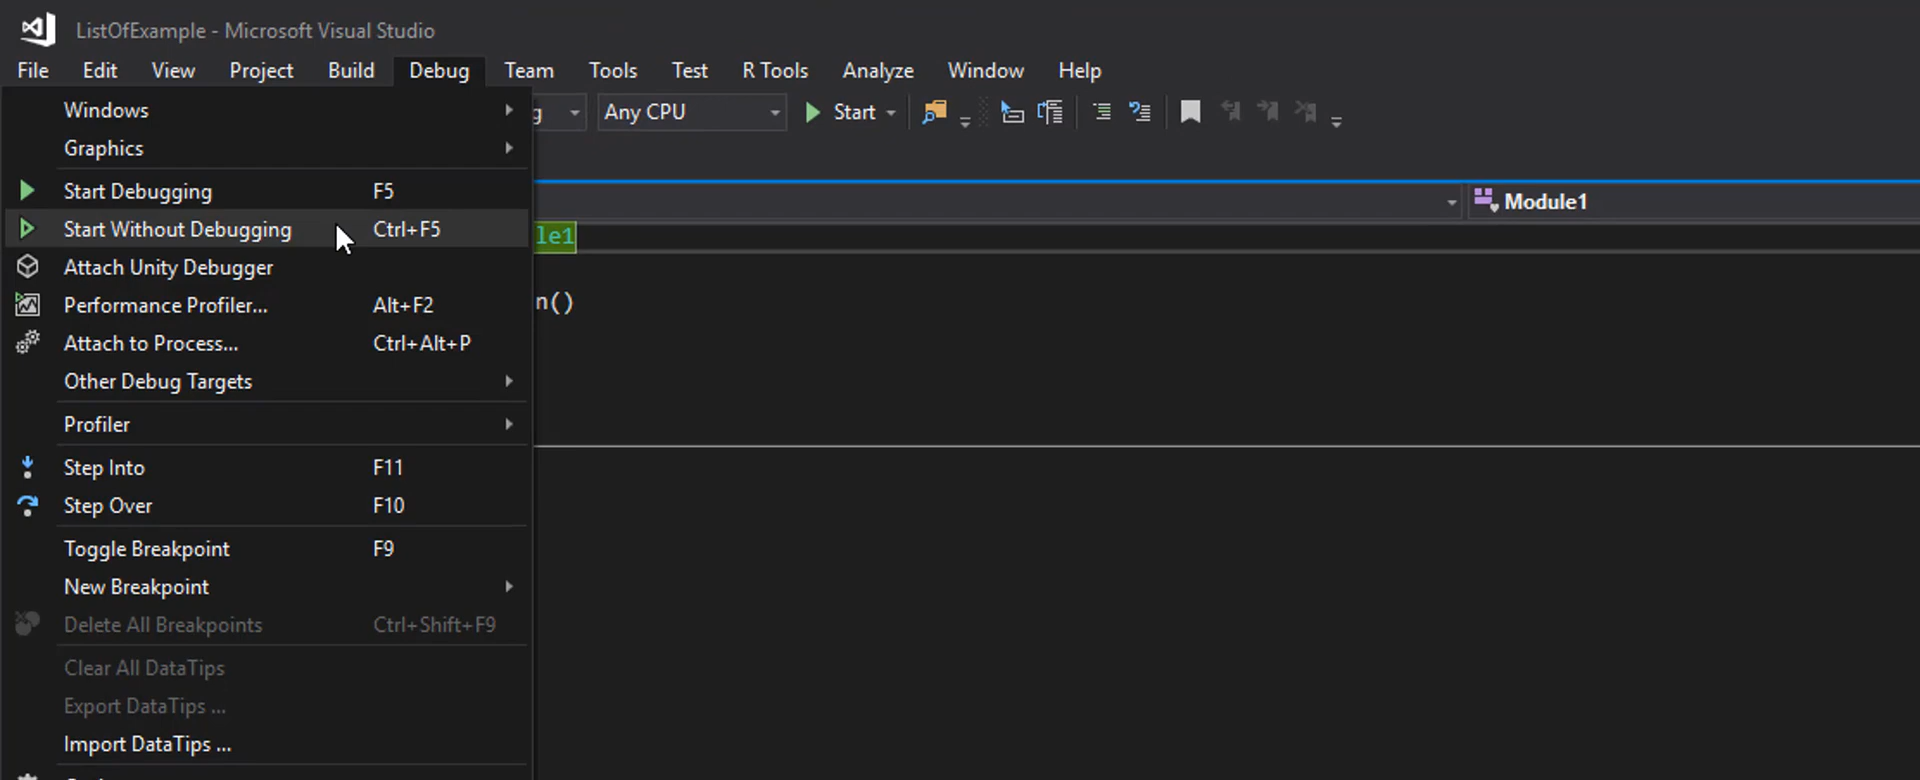 ListOfExample - Microsoft Visual Studio
File Edit View Project Build Debug Team Tools Test R Tools Analyze Window Help
Any CPU Start
Windows
Graphics
Start Debugging F5
Start Without Debugging Ctrl+F5
Attach Unity Debugger
Performance Profiler... Alt+F2
Attach to Process... Ctrl+Alt+P
Other Debug Targets
Profiler
Step Into F11
Step Over F10
Toggle Breakpoint F9
New Breakpoint
Delete All Breakpoints Ctrl+Shift+F9
Clear All DataTips
Export DataTips ...
Import DataTips ...
Module1
le1
n()